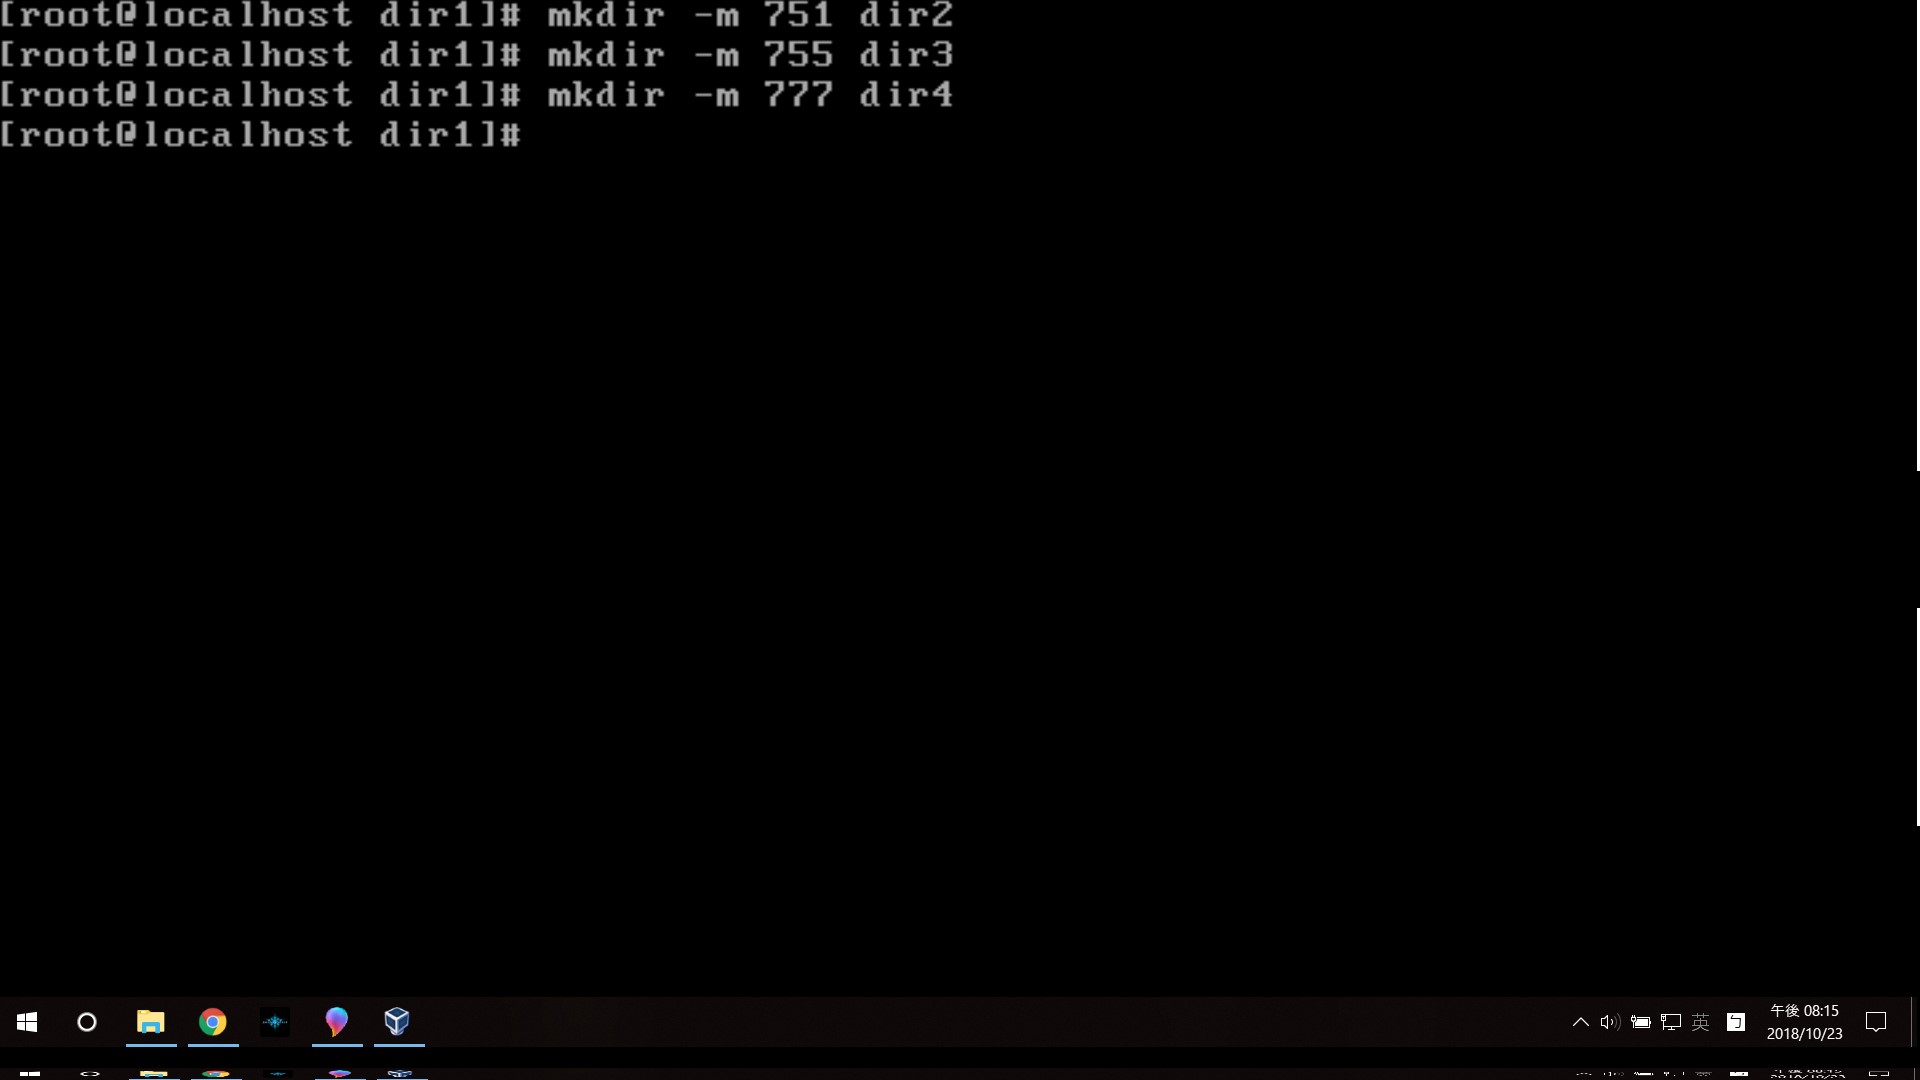 [root@localhost dir1]# mkdir -m 751 dir2
[root@localhost dir1]# mkdir -m 755 dir3
[root@localhost dir1]# mkdir -m 777 dir4
[root@localhost dir1]#
英 ㄅ
午後 08:15
2018/10/23